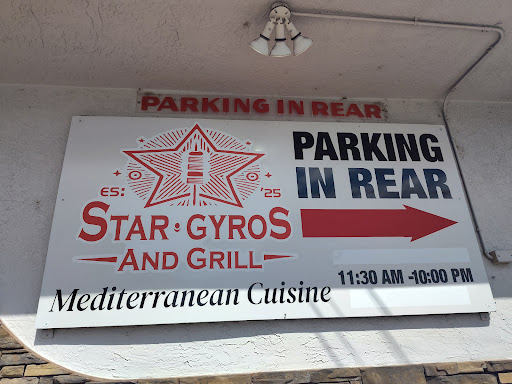 PARKING IN REAR
ES: '25
STAR · GYROS
AND GRILL
Mediterranean Cuisine
PARKING
IN REAR
11:30 AM -10:00 PM